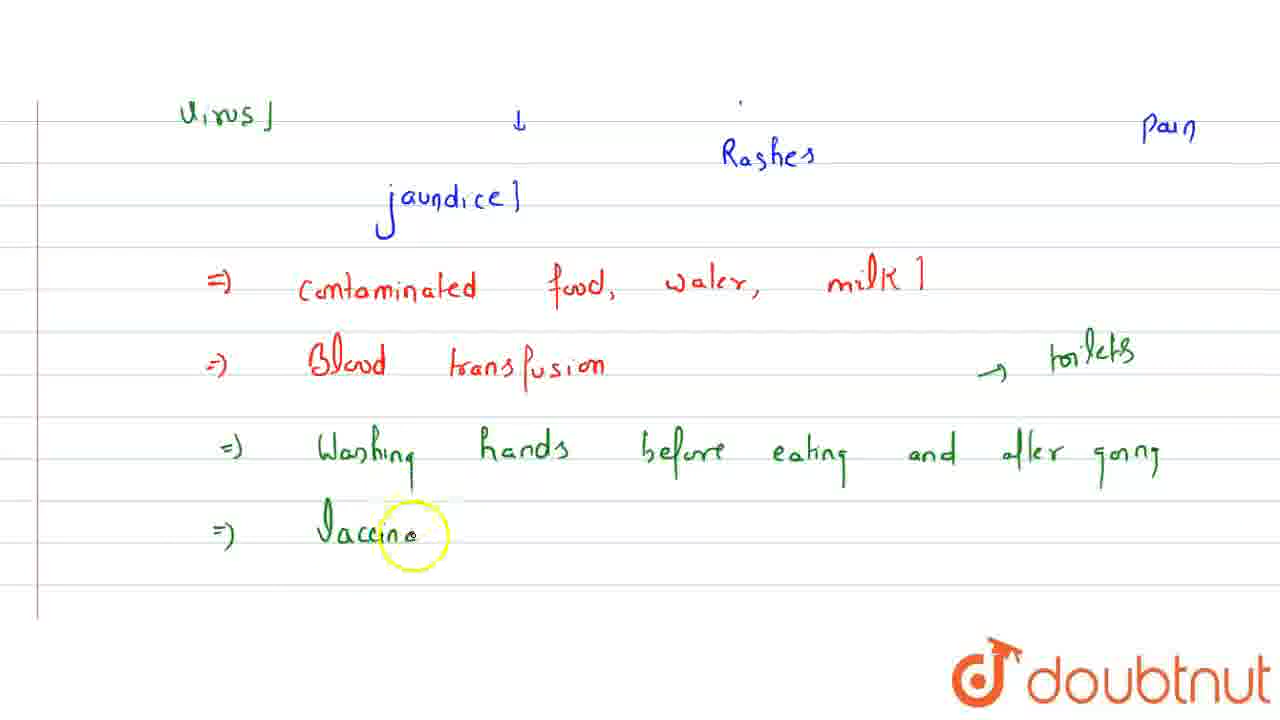 Virus]
↓
Rashes
pain
jaundice]
=) contaminated food, water, milk]
=) Blood transfusion → toilets
=) Washing hands before eating and after going
=) Vaccine
doubtnut